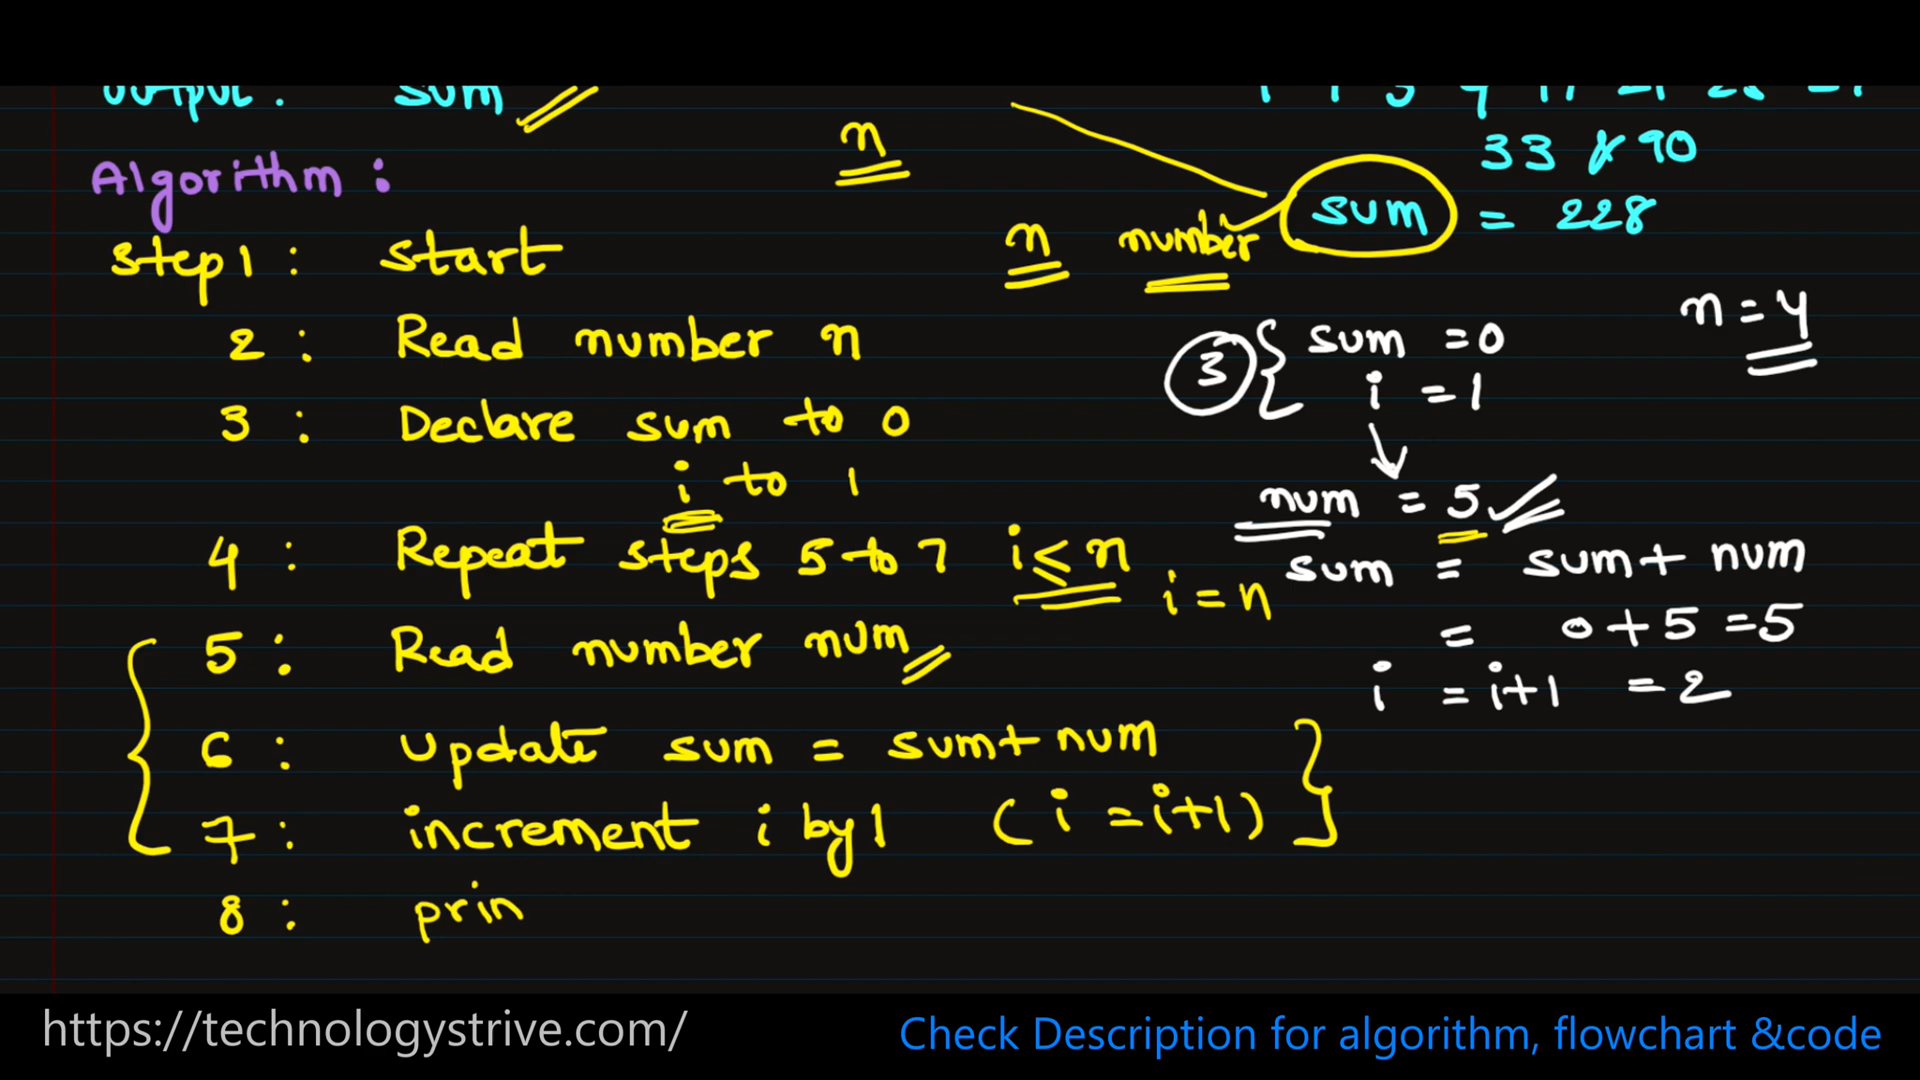 output : sum
n
33 x 90
Algorithm :
sum = 228
step1 : start
n number
2 : Read number n
3 { sum = 0
n = 4
i = 1
3 : Declare sum to 0
i to 1
num = 5
4 : Repeat steps 5 to 7 i ≤ n
i = n
sum = sum + num
= 0 + 5 = 5
5 : Read number num
i = i+1 = 2
6 : update sum = sum + num
7 : increment i by 1 ( i = i+1 )
8 : prin
https://technologystrive.com/
Check Description for algorithm, flowchart &code